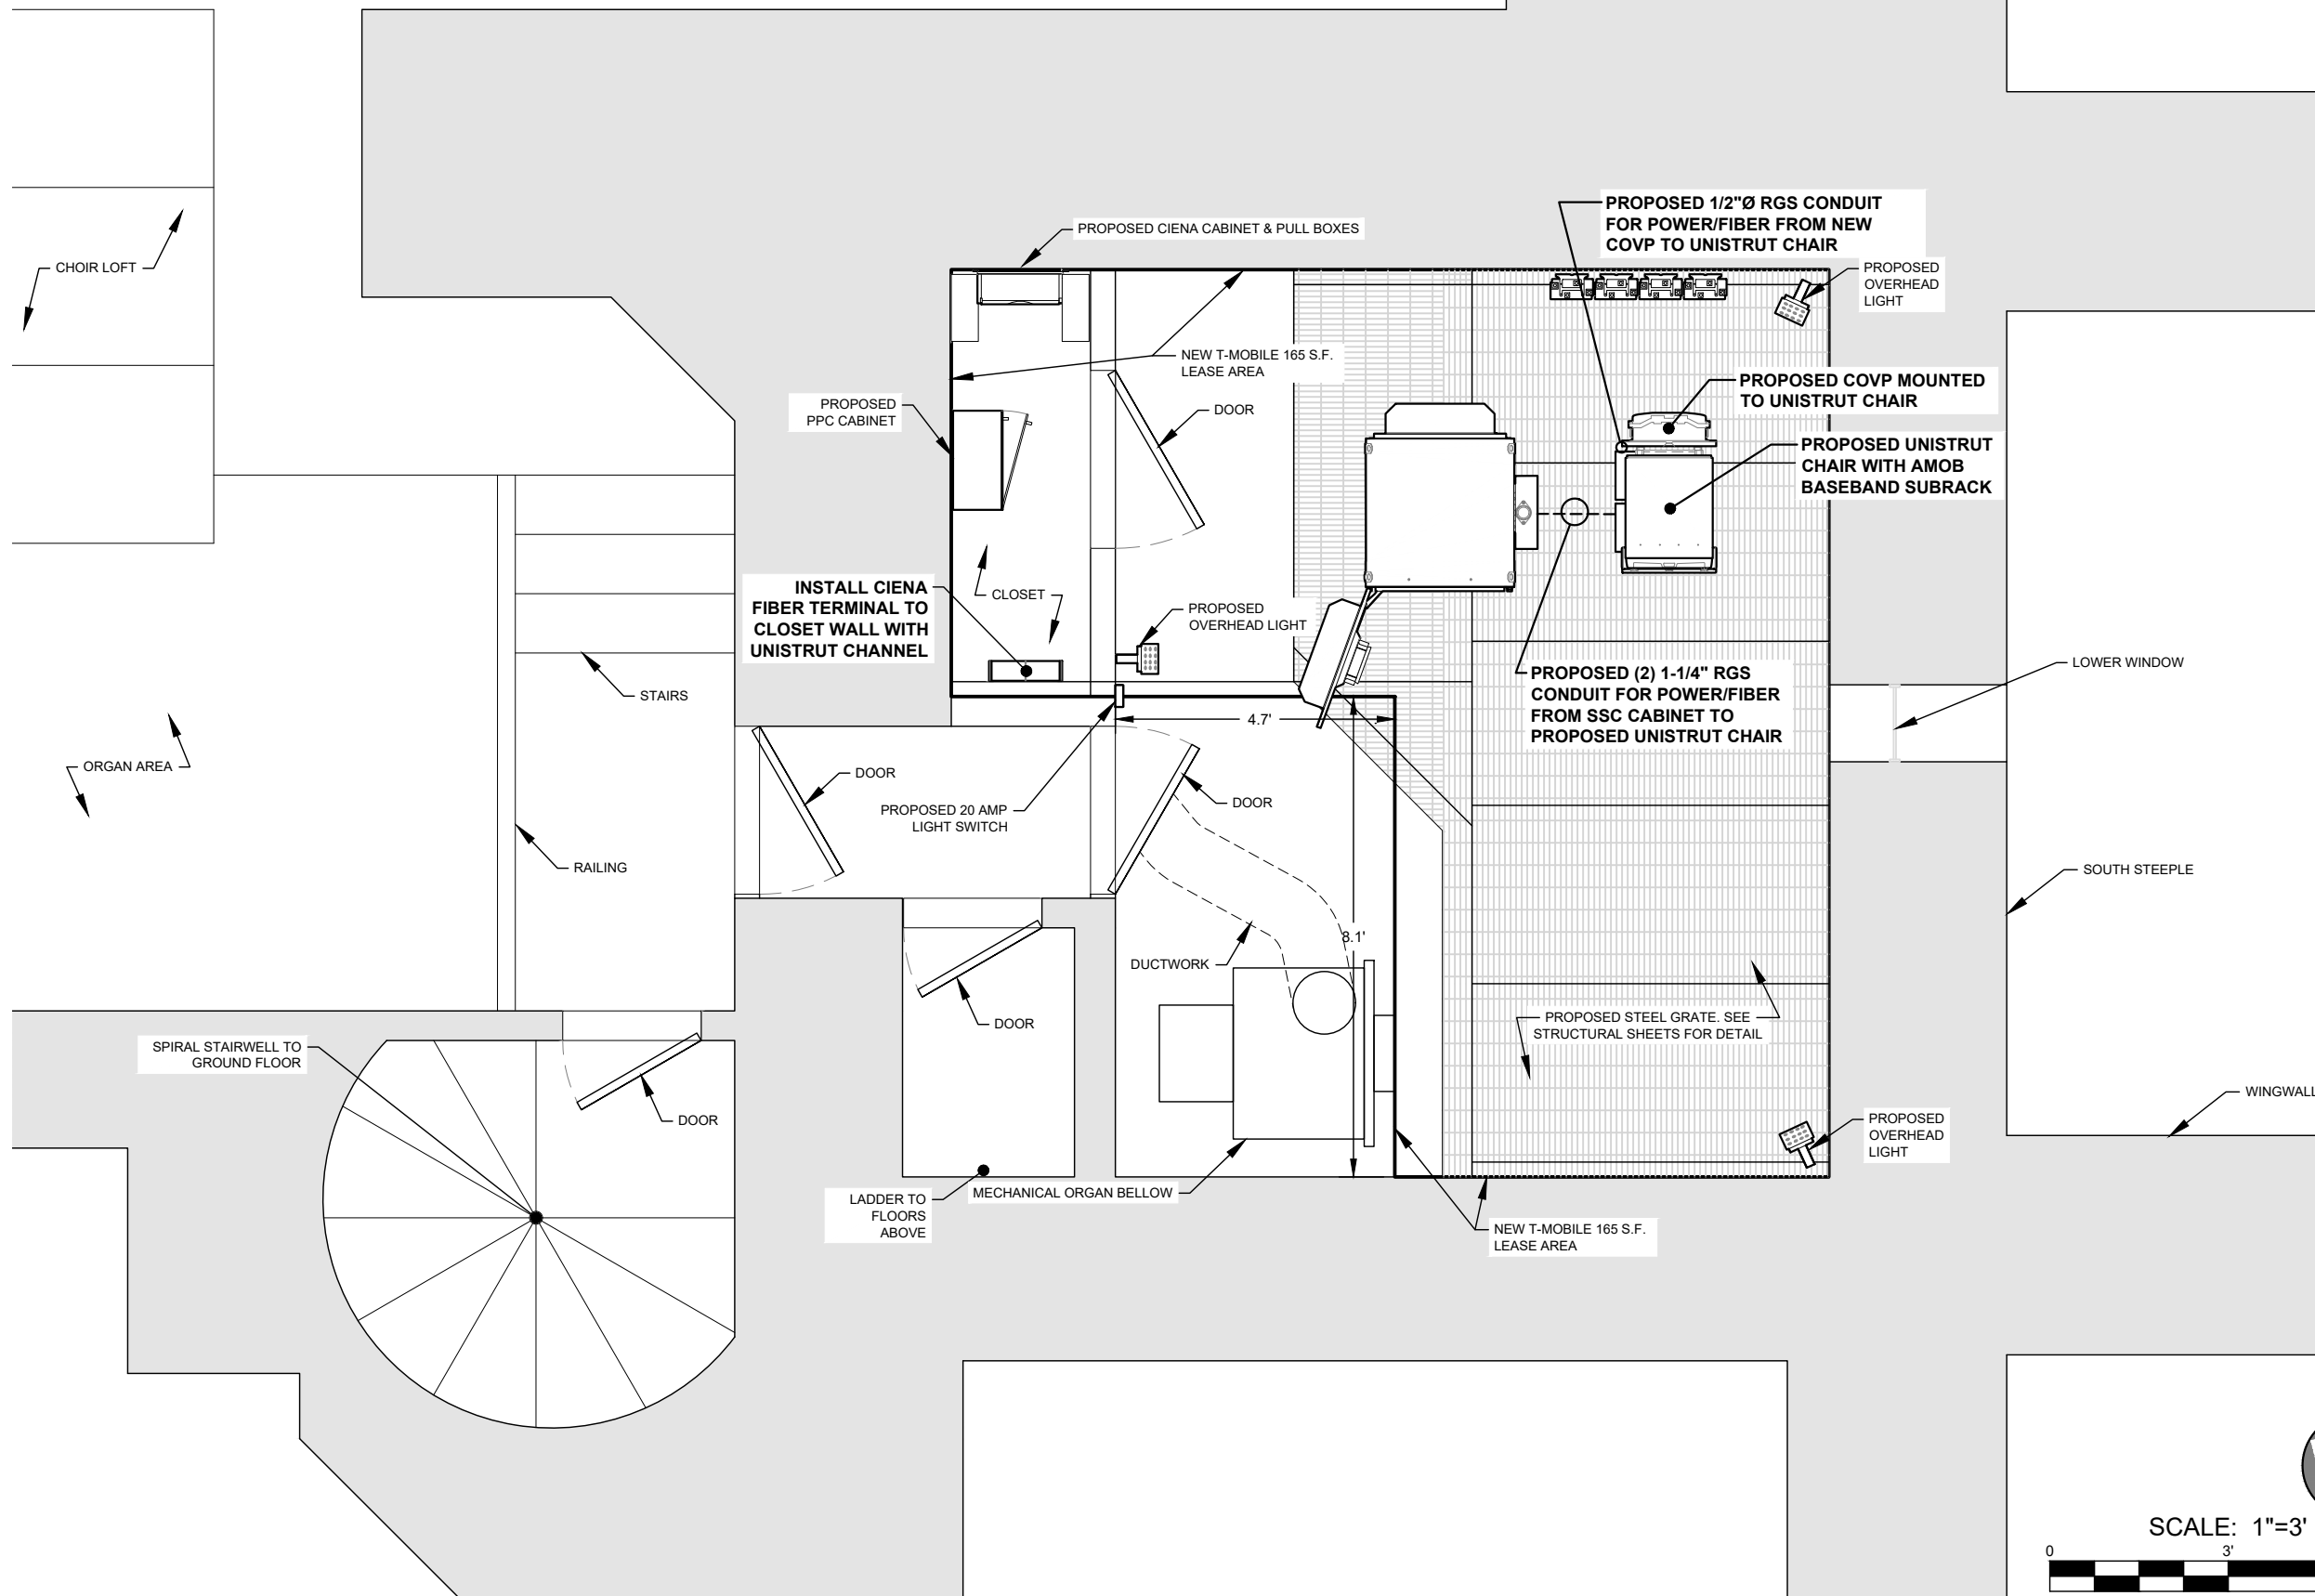 PROPOSED 1/2"Ø RGS CONDUIT
FOR POWER/FIBER FROM NEW
COVP TO UNISTRUT CHAIR
PROPOSED CIENA CABINET & PULL BOXES
CHOIR LOFT
PROPOSED
OVERHEAD
LIGHT
NEW T-MOBILE 165 S.F.
LEASE AREA
PROPOSED COVP MOUNTED
TO UNISTRUT CHAIR
PROPOSED
PPC CABINET
DOOR
PROPOSED UNISTRUT
CHAIR WITH AMOB
BASEBAND SUBRACK
INSTALL CIENA
FIBER TERMINAL TO
CLOSET WALL WITH
UNISTRUT CHANNEL
CLOSET
PROPOSED
OVERHEAD LIGHT
LOWER WINDOW
PROPOSED (2) 1-1/4" RGS
CONDUIT FOR POWER/FIBER
FROM SSC CABINET TO
PROPOSED UNISTRUT CHAIR
STAIRS
4.7'
ORGAN AREA
DOOR
DOOR
PROPOSED 20 AMP
LIGHT SWITCH
RAILING
SOUTH STEEPLE
8.1'
DUCTWORK
DOOR
PROPOSED STEEL GRATE. SEE
STRUCTURAL SHEETS FOR DETAIL
SPIRAL STAIRWELL TO
GROUND FLOOR
DOOR
WINGWALL
PROPOSED
OVERHEAD
LIGHT
LADDER TO
FLOORS
ABOVE
MECHANICAL ORGAN BELLOW
NEW T-MOBILE 165 S.F.
LEASE AREA
SCALE: 1"=3'
0 3'